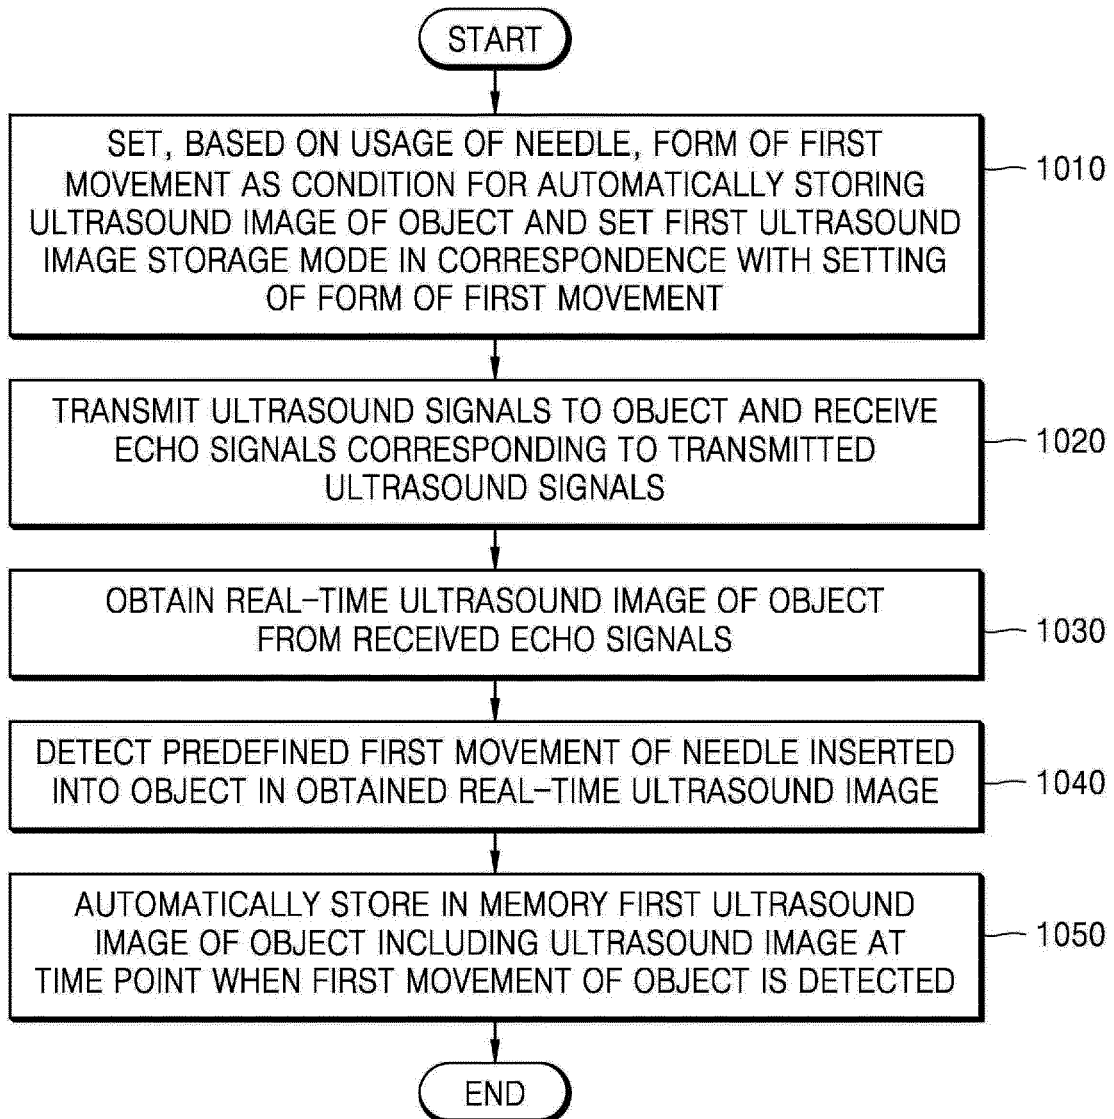 START
SET, BASED ON USAGE OF NEEDLE, FORM OF FIRST
MOVEMENT AS CONDITION FOR AUTOMATICALLY STORING
ULTRASOUND IMAGE OF OBJECT AND SET FIRST ULTRASOUND
IMAGE STORAGE MODE IN CORRESPONDENCE WITH SETTING
OF FORM OF FIRST MOVEMENT
1010
TRANSMIT ULTRASOUND SIGNALS TO OBJECT AND RECEIVE
ECHO SIGNALS CORRESPONDING TO TRANSMITTED
ULTRASOUND SIGNALS
1020
OBTAIN REAL-TIME ULTRASOUND IMAGE OF OBJECT
FROM RECEIVED ECHO SIGNALS
1030
DETECT PREDEFINED FIRST MOVEMENT OF NEEDLE INSERTED
INTO OBJECT IN OBTAINED REAL-TIME ULTRASOUND IMAGE
1040
AUTOMATICALLY STORE IN MEMORY FIRST ULTRASOUND
IMAGE OF OBJECT INCLUDING ULTRASOUND IMAGE AT
TIME POINT WHEN FIRST MOVEMENT OF OBJECT IS DETECTED
1050
END